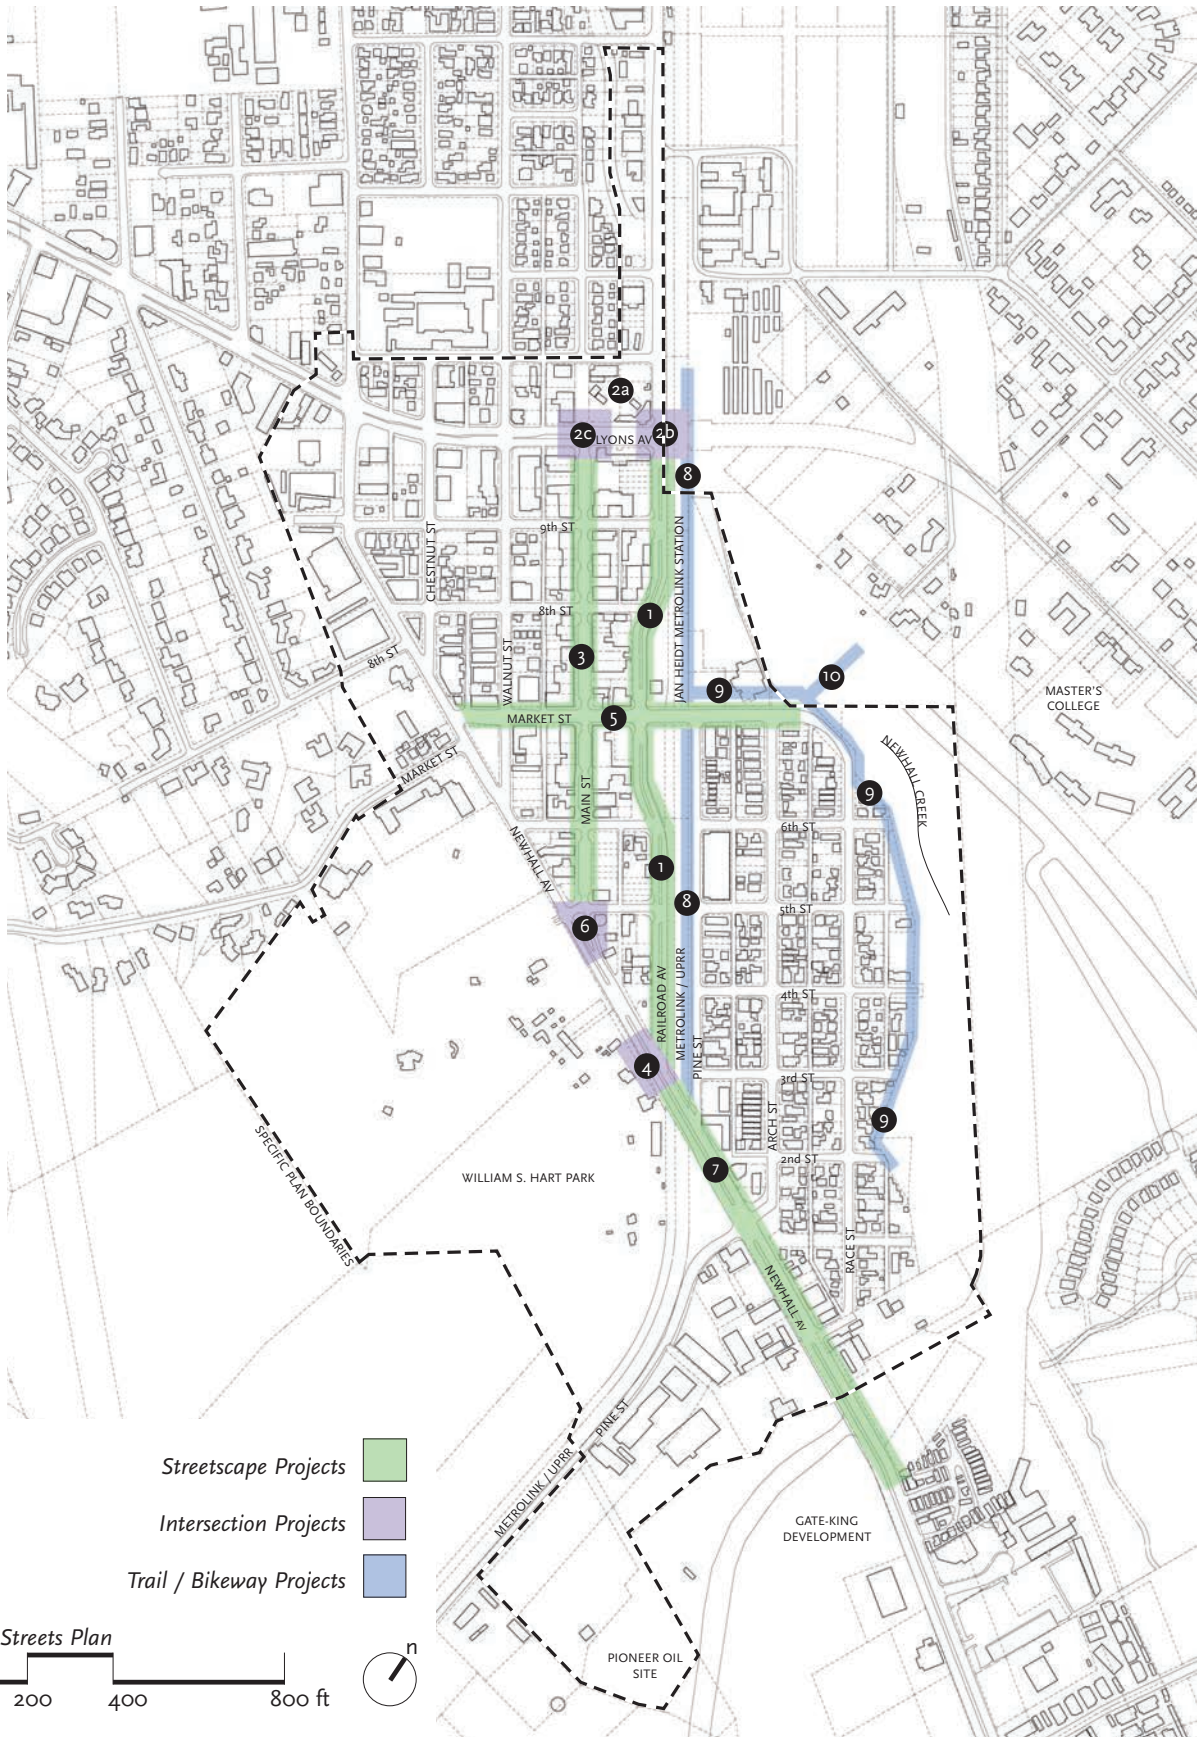 2a
2c
LYONS AV
2b
8
9th ST
CHESTNUT ST
JAN HEIDT METROLINK STATION
8th ST
1
WALNUT ST
3
8th ST
9
10
MASTER'S
COLLEGE
MARKET ST
5
NEWHALL CREEK
MARKET ST
MAIN ST
9
6th ST
NEWHALL AV
1
8
5th ST
6
RAILROAD AV
METROLINK / UPRR
4th ST
4
PINE ST
3rd ST
ARCH ST
9
SPECIFIC PLAN BOUNDARIES
2nd ST
7
WILLIAM S. HART PARK
RACE ST
NEWHALL AV
PINE ST
METROLINK / UPRR
Streetscape Projects
Intersection Projects
Trail / Bikeway Projects
GATE-KING
DEVELOPMENT
Streets Plan
n
200 400 800 ft
PIONEER OIL
SITE